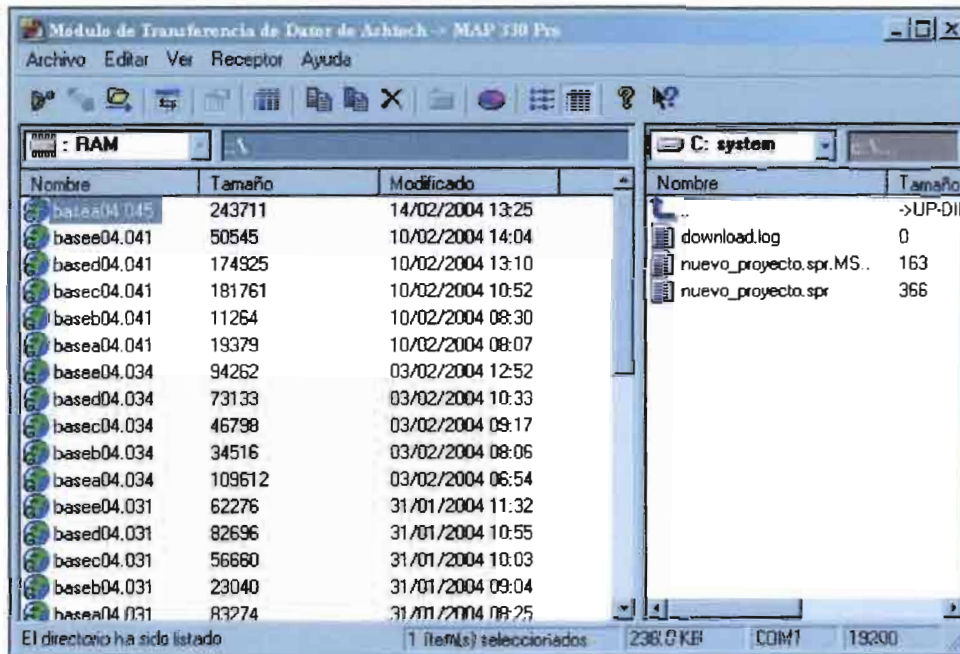 Módulo de Transferencia de Datos de Ashtech -> MAP 330 Pro
Archivo Editar Ver Receptor Ayuda
: RAM :\ C: system c:\...
Nombre Tamaño Modificado Nombre Tamaño
basea04.045 243711 14/02/2004 13:25 .. ->UP-DI
basee04.041 50545 10/02/2004 14:04 download.log 0
based04.041 174925 10/02/2004 13:10 nuevo_proyecto.spr.MS.. 163
basec04.041 181761 10/02/2004 10:52 nuevo_proyecto.spr 366
baseb04.041 11264 10/02/2004 08:30
basea04.041 19379 10/02/2004 08:07
basee04.034 94262 03/02/2004 12:52
based04.034 73133 03/02/2004 10:33
basec04.034 46798 03/02/2004 09:17
baseb04.034 34516 03/02/2004 08:06
basea04.034 109612 03/02/2004 06:54
basee04.031 62276 31/01/2004 11:32
based04.031 82696 31/01/2004 10:55
basec04.031 56660 31/01/2004 10:03
baseb04.031 23040 31/01/2004 09:04
basea04.031 83274 31/01/2004 08:25
El directorio ha sido listado 1 Item(s) seleccionados 238.0 KB COM1 19200